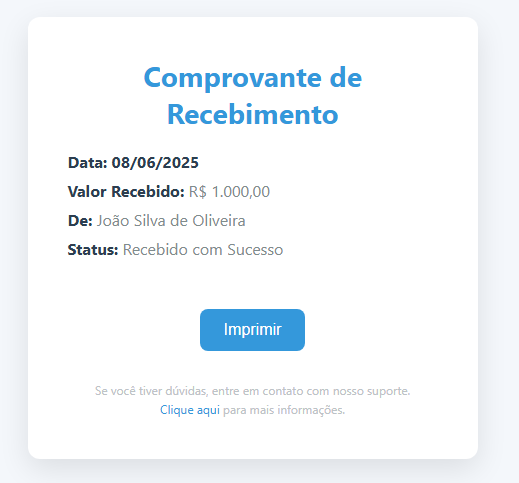 Comprovante de
Recebimento
Data: 08/06/2025
Valor Recebido: R$ 1.000,00
De: João Silva de Oliveira
Status: Recebido com Sucesso
Imprimir
Se você tiver dúvidas, entre em contato com nosso suporte.
Clique aqui para mais informações.